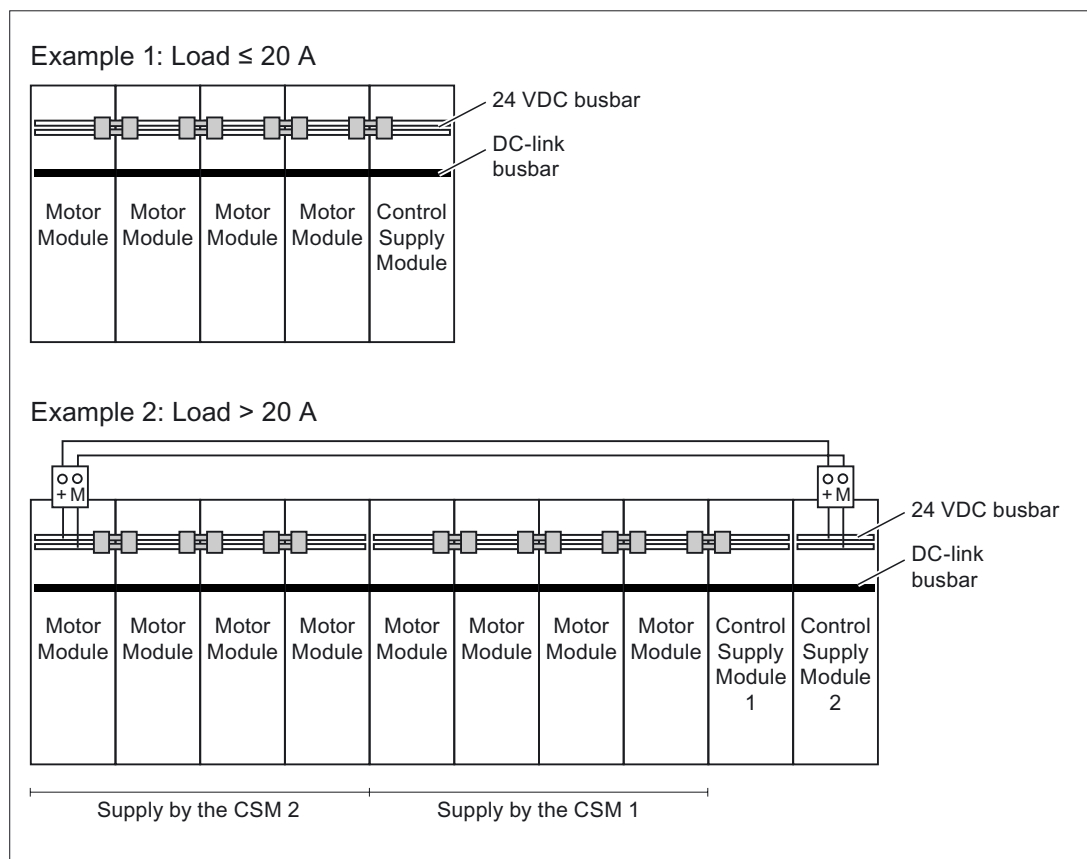 Example 1: Load ≤ 20 A
24 VDC busbar
DC-link
busbar
Motor
Module
Motor
Module
Motor
Module
Motor
Module
Control
Supply
Module
Example 2: Load > 20 A
+ M
+ M
24 VDC busbar
DC-link
busbar
Motor
Module
Motor
Module
Motor
Module
Motor
Module
Motor
Module
Motor
Module
Motor
Module
Motor
Module
Control
Supply
Module
1
Control
Supply
Module
2
Supply by the CSM 2
Supply by the CSM 1